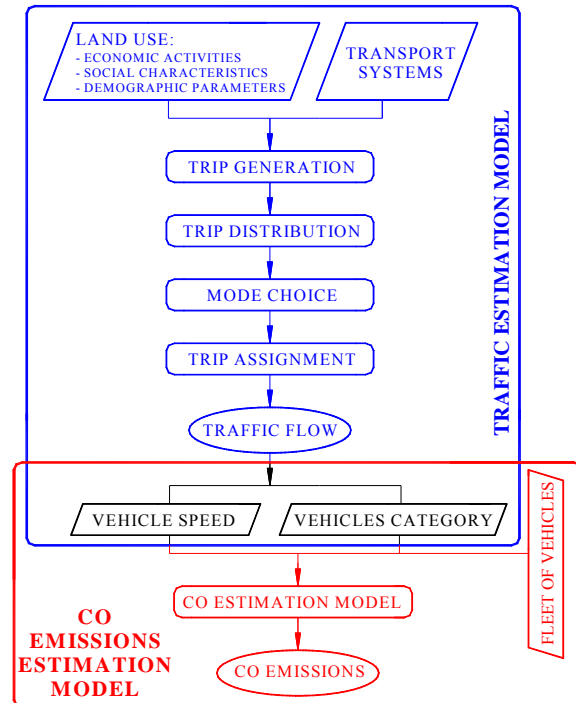 LAND USE:
- ECONOMIC ACTIVITIES
- SOCIAL CHARACTERISTICS
- DEMOGRAPHIC PARAMETERS
TRANSPORT
SYSTEMS
TRIP GENERATION
TRIP DISTRIBUTION
MODE CHOICE
TRIP ASSIGNMENT
TRAFFIC FLOW
TRAFFIC ESTIMATION MODEL
VEHICLE SPEED
VEHICLES CATEGORY
FLEET OF VEHICLES
CO ESTIMATION MODEL
CO EMISSIONS
CO
EMISSIONS
ESTIMATION
MODEL